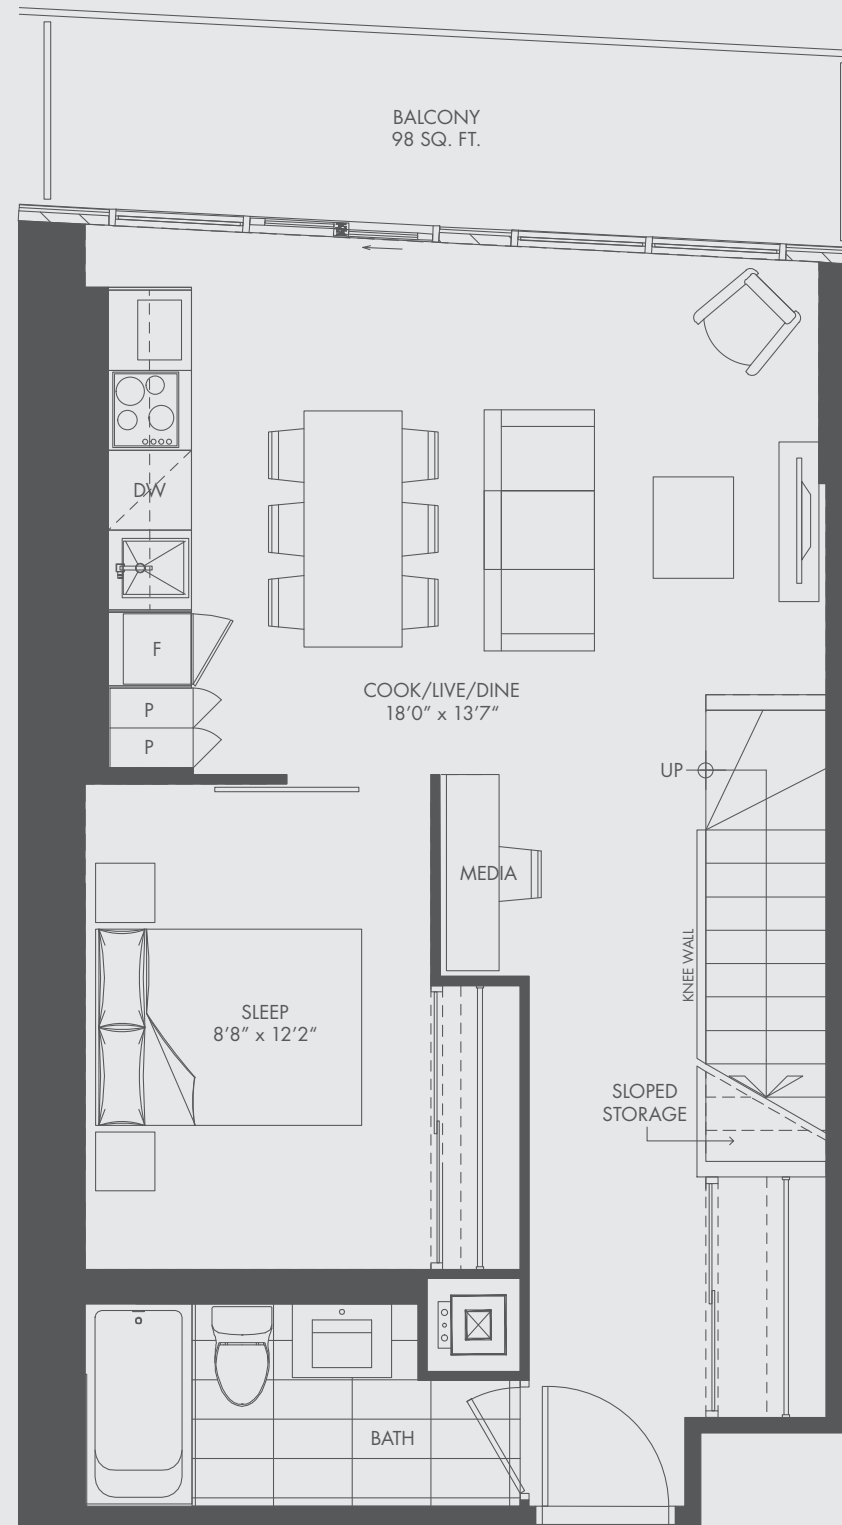 BALCONY
98 SQ. FT.
DW
F
P
P
COOK/LIVE/DINE
18'0" x 13'7"
UP
MEDIA
KNEE WALL
SLEEP
8'8" x 12'2"
SLOPED
STORAGE
BATH